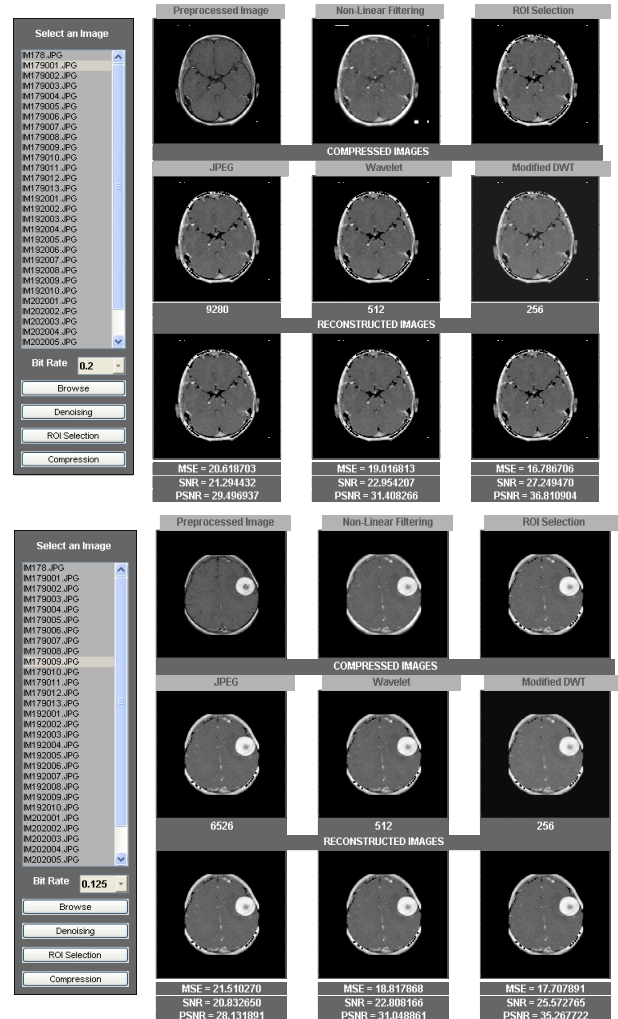 Select an Image
IM178.JPG
IM179001.JPG
IM179002.JPG
IM179003.JPG
IM179004.JPG
IM179005.JPG
IM179006.JPG
IM179007.JPG
IM179008.JPG
IM179009.JPG
IM179010.JPG
IM179011.JPG
IM179012.JPG
IM179013.JPG
IM192001.JPG
IM192002.JPG
IM192003.JPG
IM192004.JPG
IM192005.JPG
IM192006.JPG
IM192007.JPG
IM192008.JPG
IM192009.JPG
IM192010.JPG
IM202001.JPG
IM202002.JPG
IM202003.JPG
IM202004.JPG
IM202005.JPG
Bit Rate 0.2
Browse
Denoising
ROI Selection
Compression
Preprocessed Image Non-Linear Filtering ROI Selection
COMPRESSED IMAGES
JPEG Wavelet Modified DWT
9280 512 256
RECONSTRUCTED IMAGES
MSE = 20.618703 MSE = 19.016813 MSE = 16.786706
SNR = 21.294432 SNR = 22.954207 SNR = 27.249470
PSNR = 29.496937 PSNR = 31.408266 PSNR = 36.810904
Select an Image
IM178.JPG
IM179001.JPG
IM179002.JPG
IM179003.JPG
IM179004.JPG
IM179005.JPG
IM179006.JPG
IM179007.JPG
IM179008.JPG
IM179009.JPG
IM179010.JPG
IM179011.JPG
IM179012.JPG
IM179013.JPG
IM192001.JPG
IM192002.JPG
IM192003.JPG
IM192004.JPG
IM192005.JPG
IM192006.JPG
IM192007.JPG
IM192008.JPG
IM192009.JPG
IM192010.JPG
IM202001.JPG
IM202002.JPG
IM202003.JPG
IM202004.JPG
IM202005.JPG
Bit Rate 0.125
Browse
Denoising
ROI Selection
Compression
Preprocessed Image Non-Linear Filtering ROI Selection
COMPRESSED IMAGES
JPEG Wavelet Modified DWT
6526 512 256
RECONSTRUCTED IMAGES
MSE = 21.510270 MSE = 18.817868 MSE = 17.707891
SNR = 20.832650 SNR = 22.808166 SNR = 25.572765
PSNR = 28.131891 PSNR = 31.048861 PSNR = 35.267722